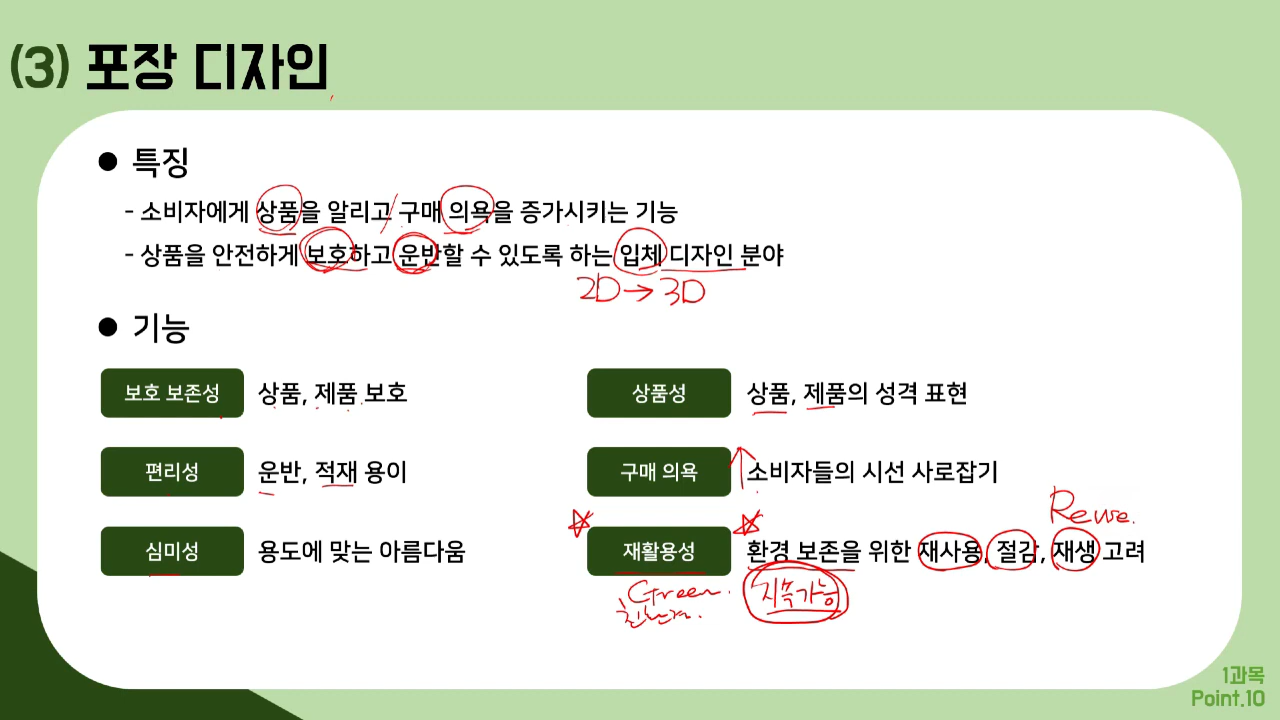 (3) 포장 디자인
● 특징
- 소비자에게 상품을 알리고 구매 의욕을 증가시키는 기능
- 상품을 안전하게 보호하고 운반할 수 있도록 하는 입체 디자인 분야
2D → 3D
● 기능
보호 보존성 상품, 제품 보호
상품성 상품, 제품의 성격 표현
편리성 운반, 적재 용이
구매 의욕 소비자들의 시선 사로잡기
Reuse.
심미성 용도에 맞는 아름다움
재활용성 환경 보존을 위한 재사용, 절감, 재생 고려
Green. 지속가능
친환경.
1과목
Point.10